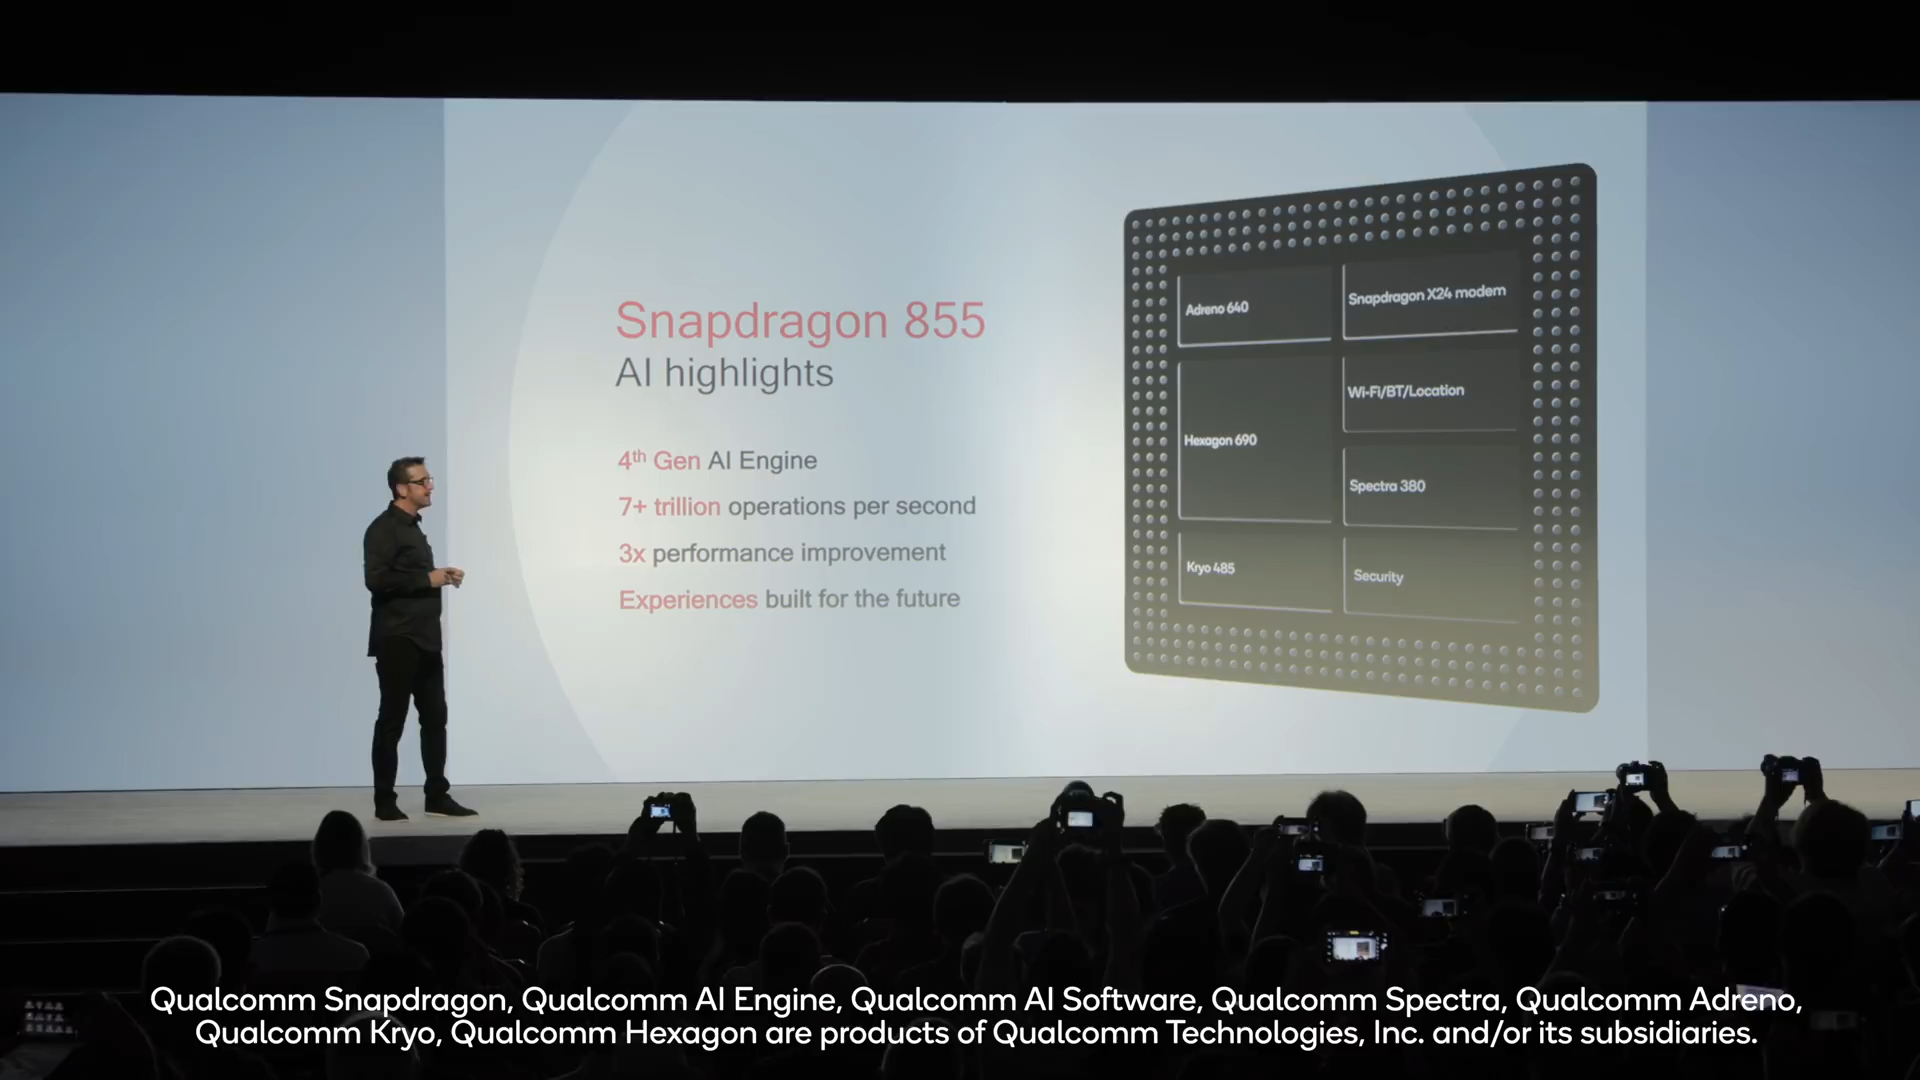 Snapdragon 855
AI highlights
4th Gen AI Engine
7+ trillion operations per second
3x performance improvement
Experiences built for the future
Adreno 640
Snapdragon X24 modem
Wi-Fi/BT/Location
Hexagon 690
Spectra 380
Kryo 485
Security
Qualcomm Snapdragon, Qualcomm AI Engine, Qualcomm AI Software, Qualcomm Spectra, Qualcomm Adreno,
Qualcomm Kryo, Qualcomm Hexagon are products of Qualcomm Technologies, Inc. and/or its subsidiaries.